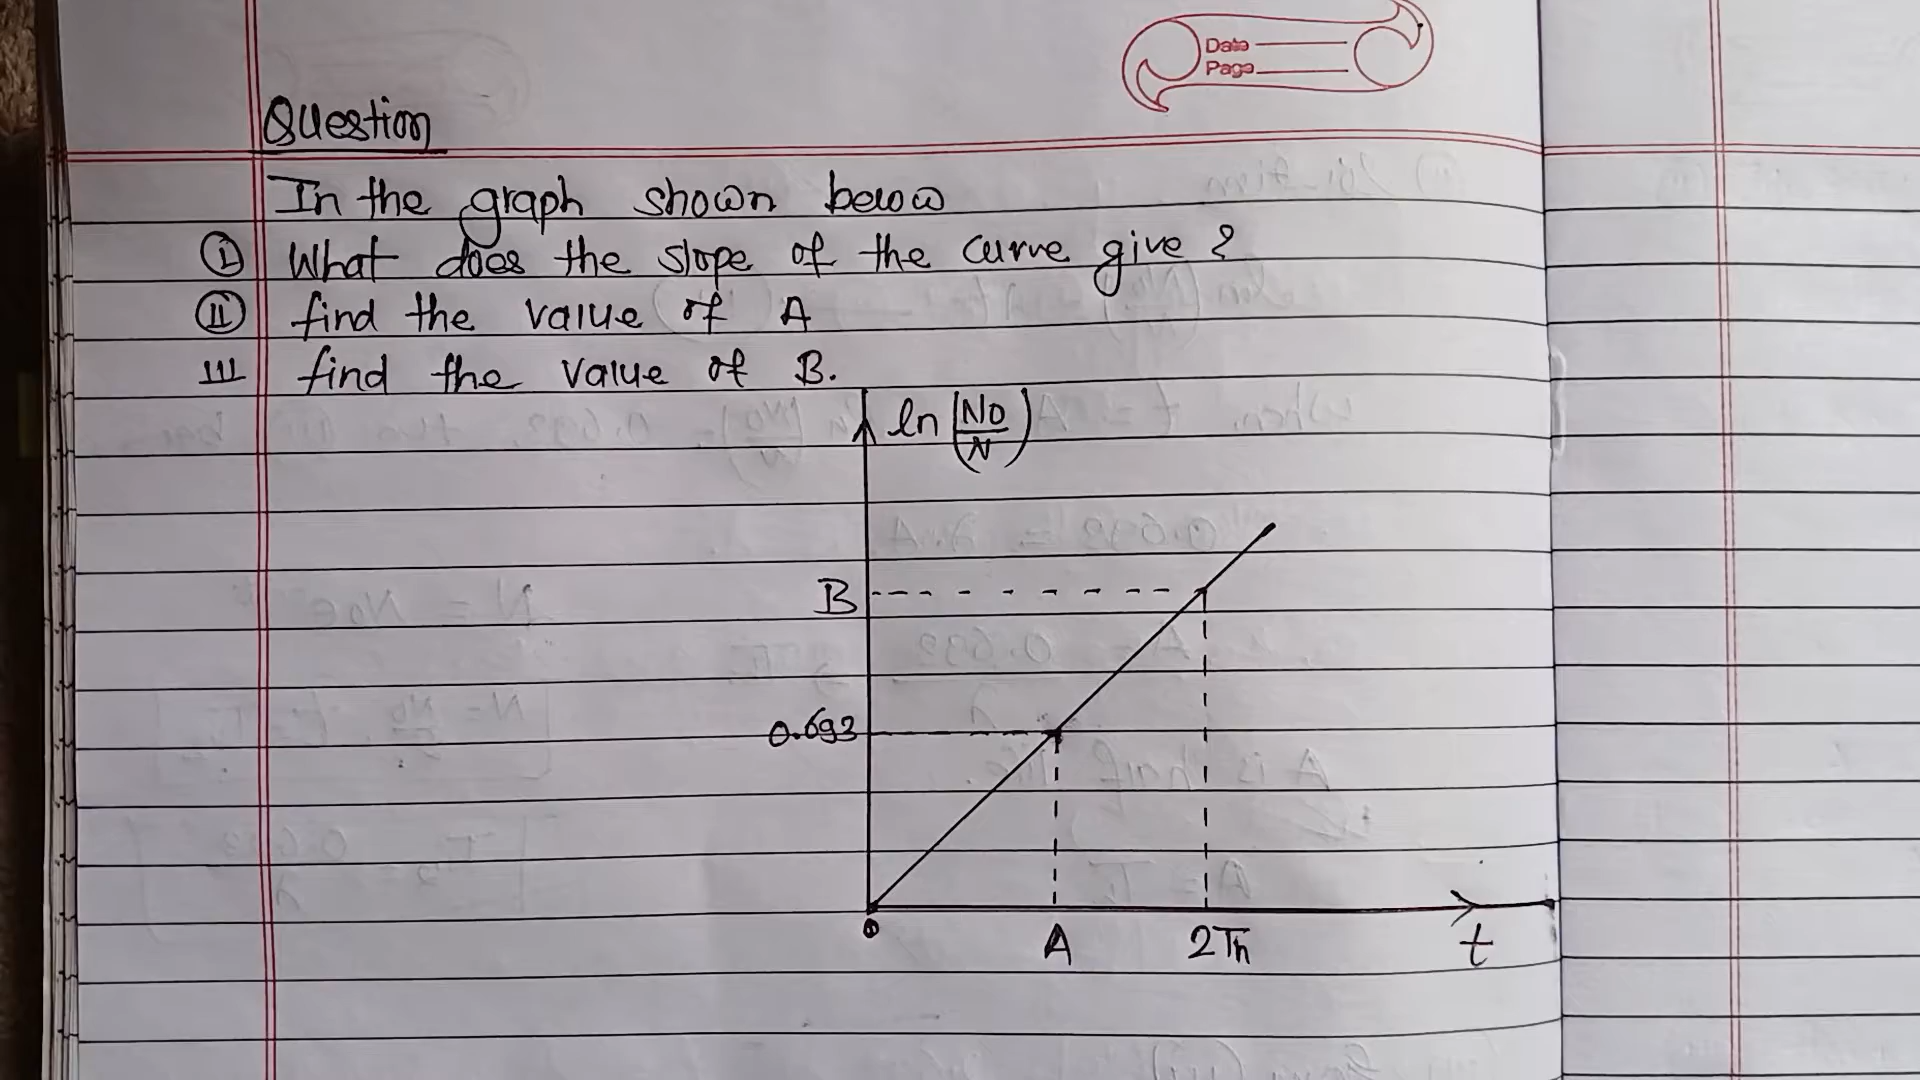 Date
Page
Question
In the graph shown below
(I) What does the slope of the curve give ?
(II) find the value of A
III find the value of B.
ln (No/N)
B
0.693
0
A
2Th
t